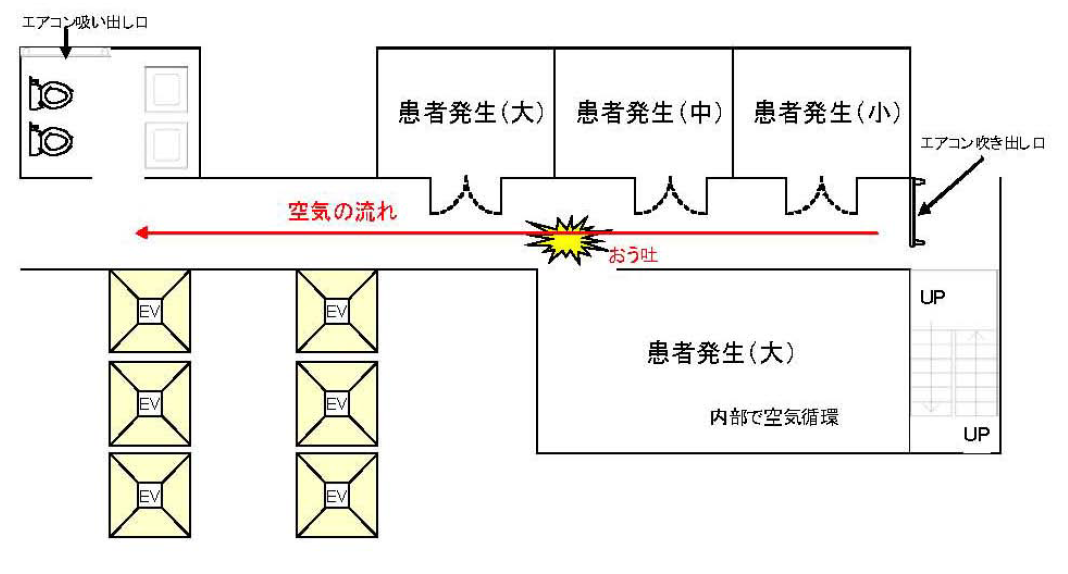 エアコン吸い出し口
患者発生(大)
患者発生(中)
患者発生(小)
エアコン吹き出し口
空気の流れ
おう吐
EV
EV
UP
患者発生(大)
EV
EV
内部で空気循環
UP
EV
EV